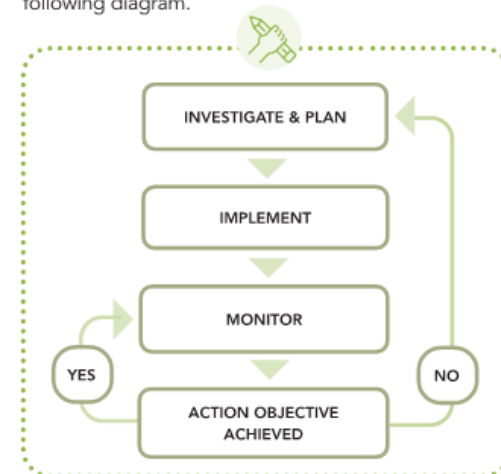 following diagram.
INVESTIGATE & PLAN
IMPLEMENT
MONITOR
YES
NO
ACTION OBJECTIVE
ACHIEVED